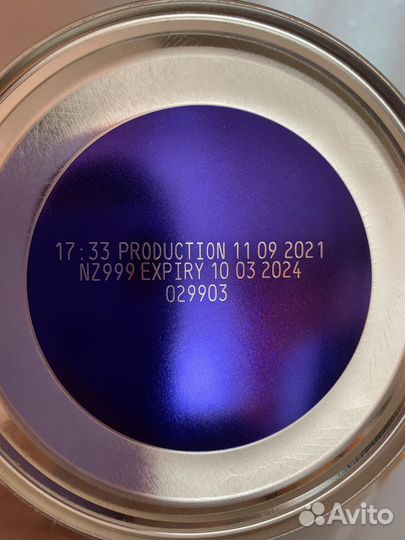 17:33 PRODUCTION 11 09 2021
NZ999 EXPIRY 10 03 2024
029903
Avito